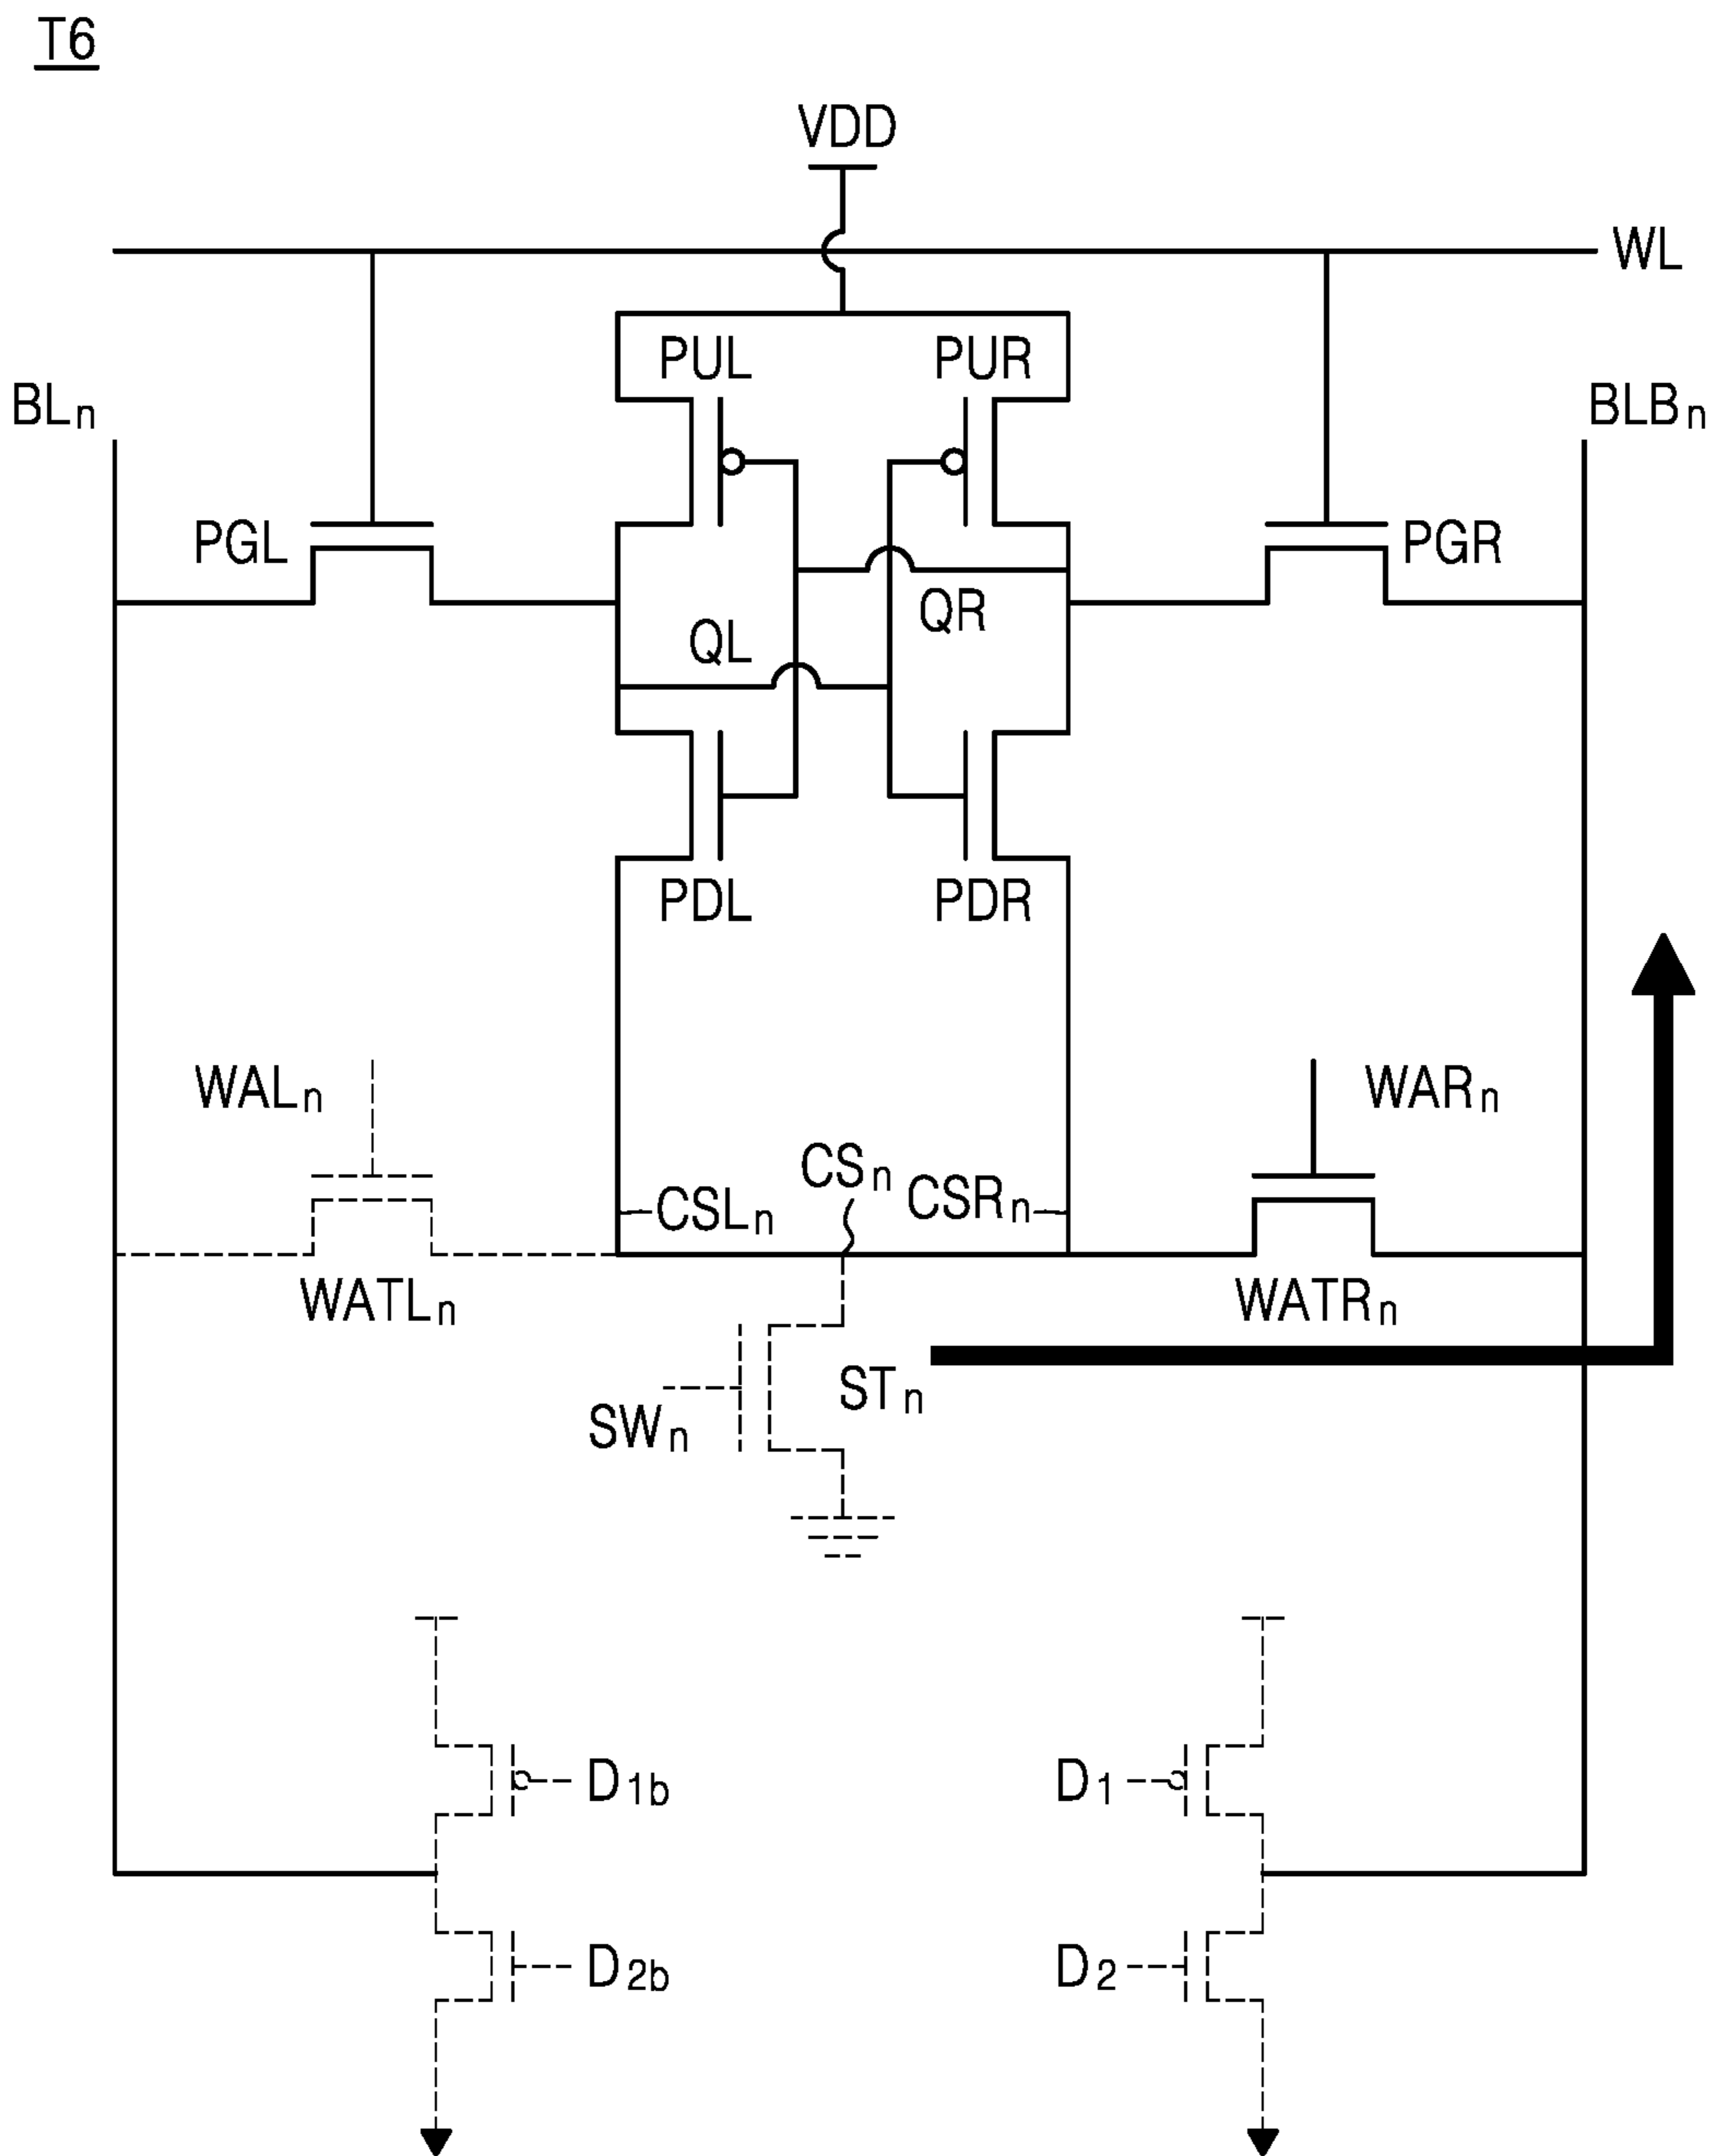 T6
VDD
WL
PUL
PUR
BLn
BLBn
PGL
PGR
QR
QL
PDL
PDR
WALn
WARn
CSn
CSLn
CSRn
WATLn
WATRn
STn
SWn
D1b
D1
D2b
D2